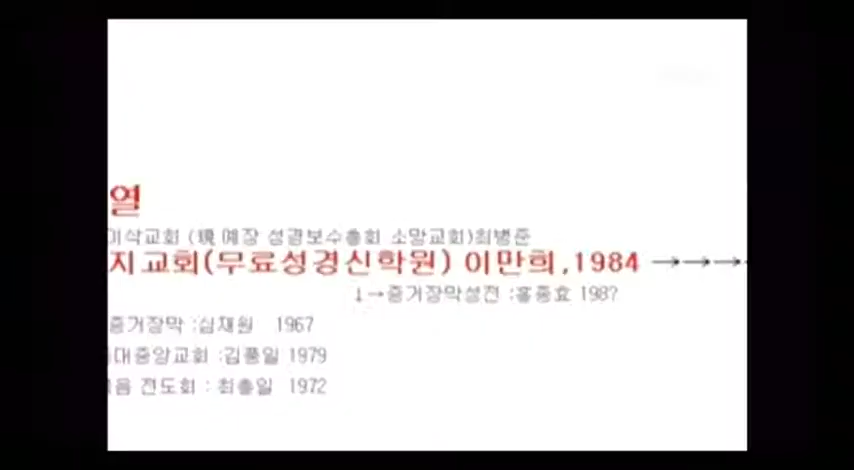 열
이삭교회 (現 예장 성경보수총회 소망교회)최병준
지교회(무료성경신학원) 이만희,1984 →→→
↓→증거장막성전 :홍종효 198?
증거장막 :심재원 1967
대중앙교회 :김풍일 1979
음 전도회 : 최총일 1972